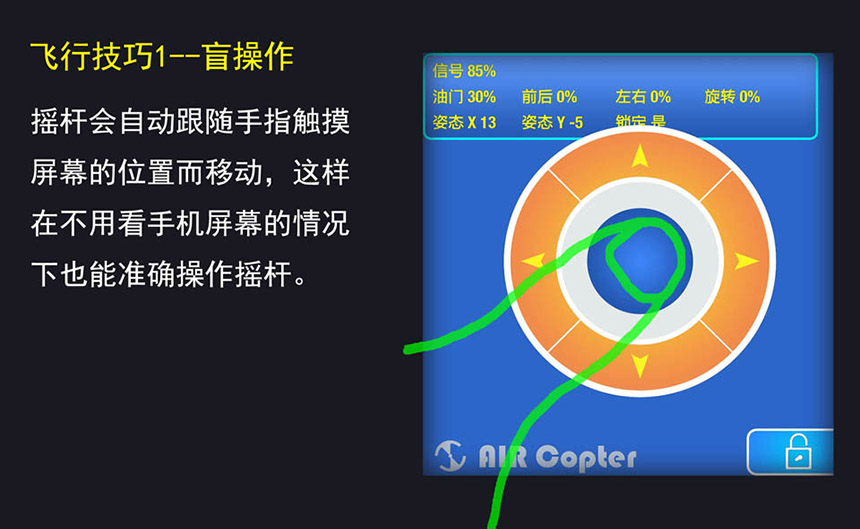 飞行技巧1--盲操作
摇杆会自动跟随手指触摸
屏幕的位置而移动，这样
在不用看手机屏幕的情况
下也能准确操作摇杆。
信号 85%
油门 30% 前后 0% 左右 0% 旋转 0%
姿态 X 13 姿态 Y -5 锁定 是
AIR Copter